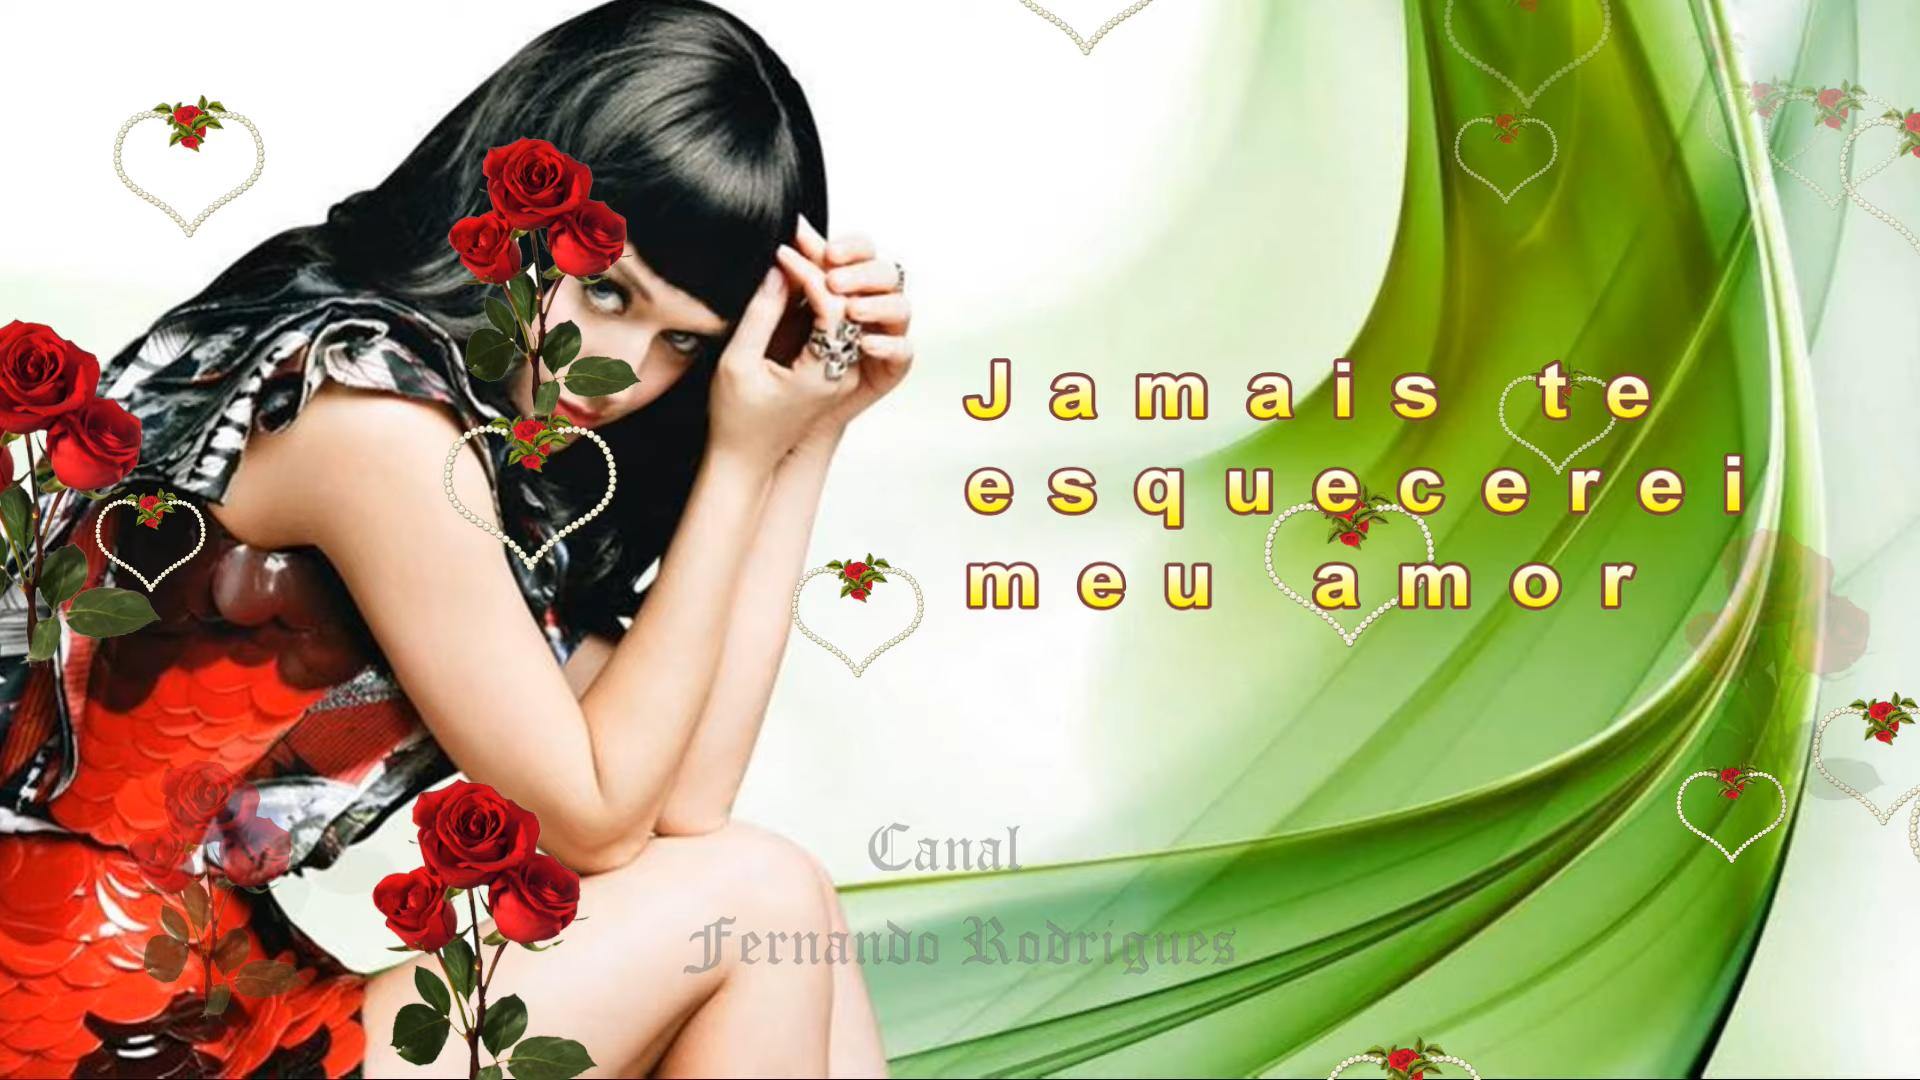 Jamais te
esquecerei
meu amor
Canal
Fernando Rodrigues